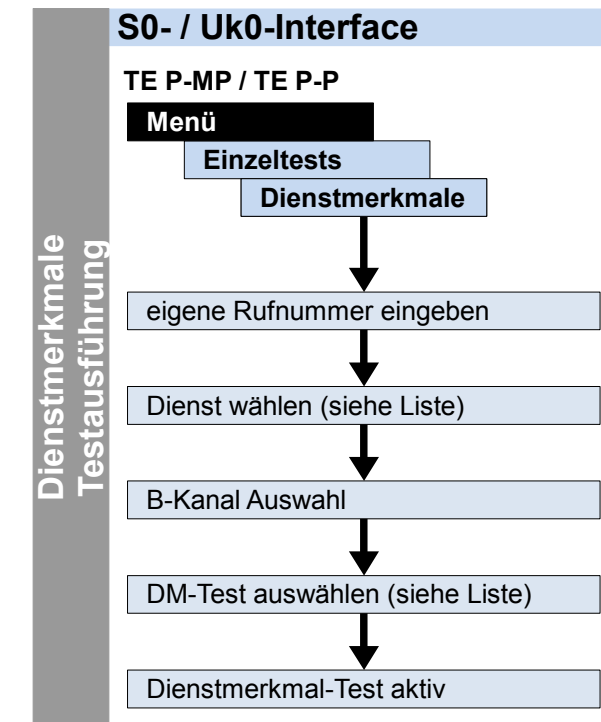 S0- / Uk0-Interface
TE P-MP / TE P-P
Menü
Einzeltests
Dienstmerkmale
eigene Rufnummer eingeben
Dienst wählen (siehe Liste)
B-Kanal Auswahl
DM-Test auswählen (siehe Liste)
Dienstmerkmal-Test aktiv
Dienstmerkmale
Testausführung